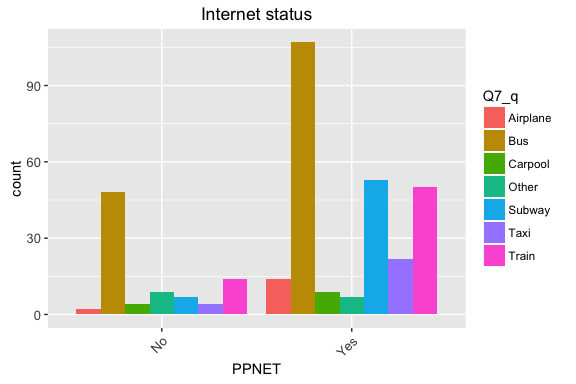 Internet status
count
90
60
30
0
No
Yes
PPNET
Q7_q
Airplane
Bus
Carpool
Other
Subway
Taxi
Train